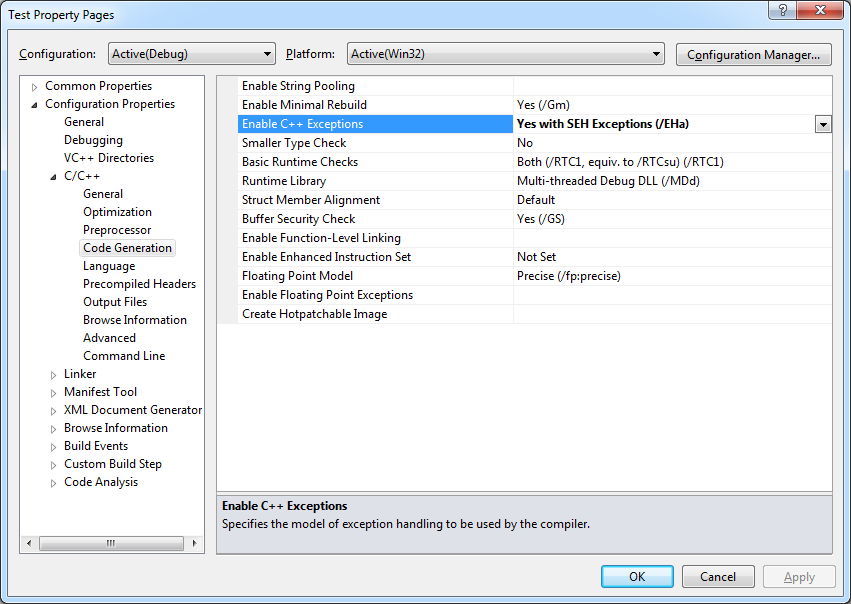 Test Property Pages
Configuration: Active(Debug) Platform: Active(Win32) Configuration Manager...
Common Properties
Configuration Properties
General
Debugging
VC++ Directories
C/C++
General
Optimization
Preprocessor
Code Generation
Language
Precompiled Headers
Output Files
Browse Information
Advanced
Command Line
Linker
Manifest Tool
XML Document Generator
Browse Information
Build Events
Custom Build Step
Code Analysis
Enable String Pooling
Enable Minimal Rebuild Yes (/Gm)
Enable C++ Exceptions Yes with SEH Exceptions (/EHa)
Smaller Type Check No
Basic Runtime Checks Both (/RTC1, equiv. to /RTCsu) (/RTC1)
Runtime Library Multi-threaded Debug DLL (/MDd)
Struct Member Alignment Default
Buffer Security Check Yes (/GS)
Enable Function-Level Linking
Enable Enhanced Instruction Set Not Set
Floating Point Model Precise (/fp:precise)
Enable Floating Point Exceptions
Create Hotpatchable Image
Enable C++ Exceptions
Specifies the model of exception handling to be used by the compiler.
OK Cancel Apply